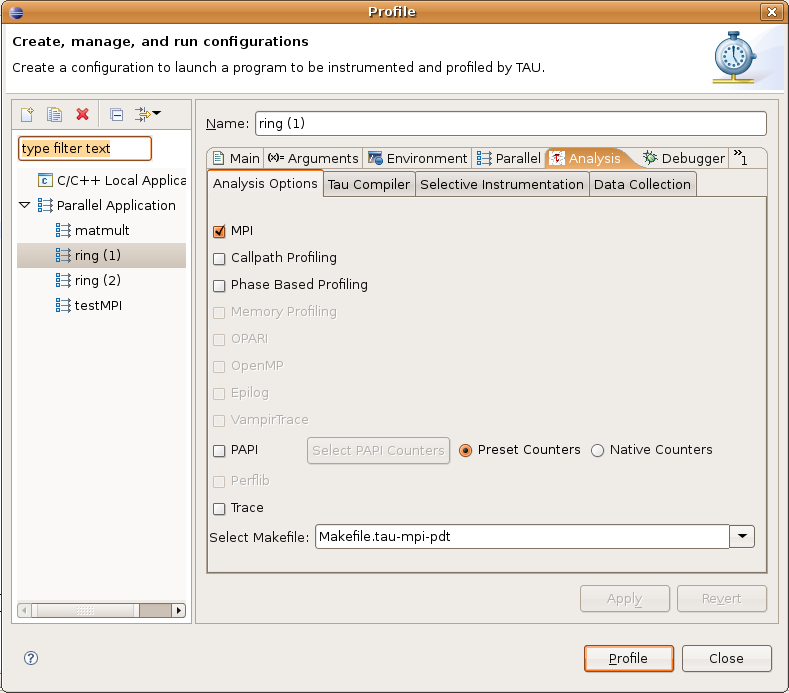 Profile
Create, manage, and run configurations
Create a configuration to launch a program to be instrumented and profiled by TAU.
type filter text
C/C++ Local Applica
Parallel Application
matmult
ring (1)
ring (2)
testMPI
Name: ring (1)
Main (x)= Arguments Environment Parallel Analysis Debugger »1
Analysis Options Tau Compiler Selective Instrumentation Data Collection
MPI
Callpath Profiling
Phase Based Profiling
Memory Profiling
OPARI
OpenMP
Epilog
VampirTrace
PAPI Select PAPI Counters Preset Counters Native Counters
Perflib
Trace
Select Makefile: Makefile.tau-mpi-pdt
Apply Revert
Profile Close